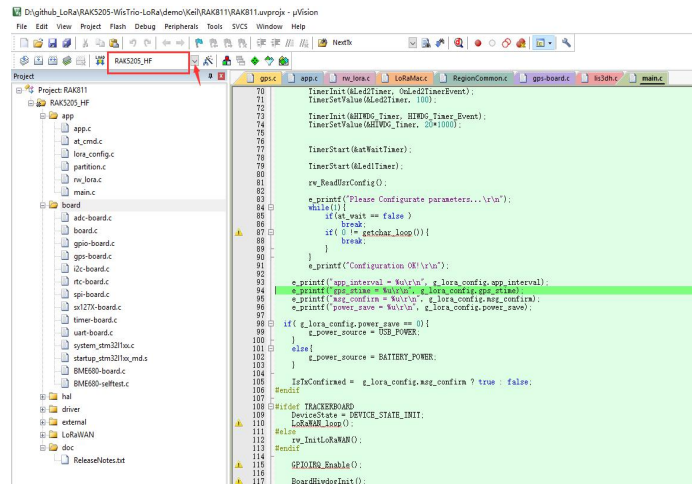 D:\github_LoRa\RAK5205-WisTrio-LoRa\demo\Keil\RAK811\RAK811.uvprojx - µVision
File Edit View Project Flash Debug Peripherals Tools SVCS Window Help
NextTx
RAK5205_HF
Project
Project: RAK811
RAK5205_HF
app
app.c
at_cmd.c
lora_config.c
partition.c
rw_lora.c
main.c
board
adc-board.c
board.c
gpio-board.c
gps-board.c
i2c-board.c
rtc-board.c
spi-board.c
sx127X-board.c
timer-board.c
uart-board.c
system_stm32l1xx.c
startup_stm32l1xx_md.s
BME680-board.c
BME680-selftest.c
hal
driver
external
LoRaWAN
doc
ReleaseNotes.txt
gps.c app.c rw_lora.c LoRaMac.c RegionCommon.c gps-board.c lis3dh.c main.c
70 TimerInit(&Led2Timer, OnLed2TimerEvent);
71 TimerSetValue(&Led2Timer, 100);
72
73 TimerInit(&HIWDG_Timer, HIWDG_Timer_Event);
74 TimerSetValue(&HIWDG_Timer, 20*1000);
75
76
77 TimerStart(&atWaitTimer);
78
79 TimerStart(&Led1Timer);
80
81 rw_ReadUsrConfig();
82
83 e_printf("Please Configurate parameters...\r\n");
84 while(1){
85 if(at_wait == false )
86 break;
87 if( 0 != getchar_loop()){
88 break;
89 }
90 }
91 e_printf("Configuration OK!\r\n");
92
93 e_printf("app_interval = %u\r\n", g_lora_config.app_interval);
94 e_printf("gps_stime = %u\r\n", g_lora_config.gps_stime);
95 e_printf("msg_confirm = %u\r\n", g_lora_config.msg_confirm);
96 e_printf("power_save = %u\r\n", g_lora_config.power_save);
97
98 if( g_lora_config.power_save == 0){
99 g_power_source = USB_POWER;
100 }
101 else{
102 g_power_source = BATTERY_POWER;
103 }
104
105 IsTxConfirmed = g_lora_config.msg_confirm ? true : false;
106 #endif
107
108 #ifdef TRACKERBOARD
109 DeviceState = DEVICE_STATE_INIT;
110 LoRaWAN_loop();
111 #else
112 rw_InitLoRaWAN();
113 #endif
114
115 GPIOIRQ_Enable();
116
117 BoardHiwdogInit();